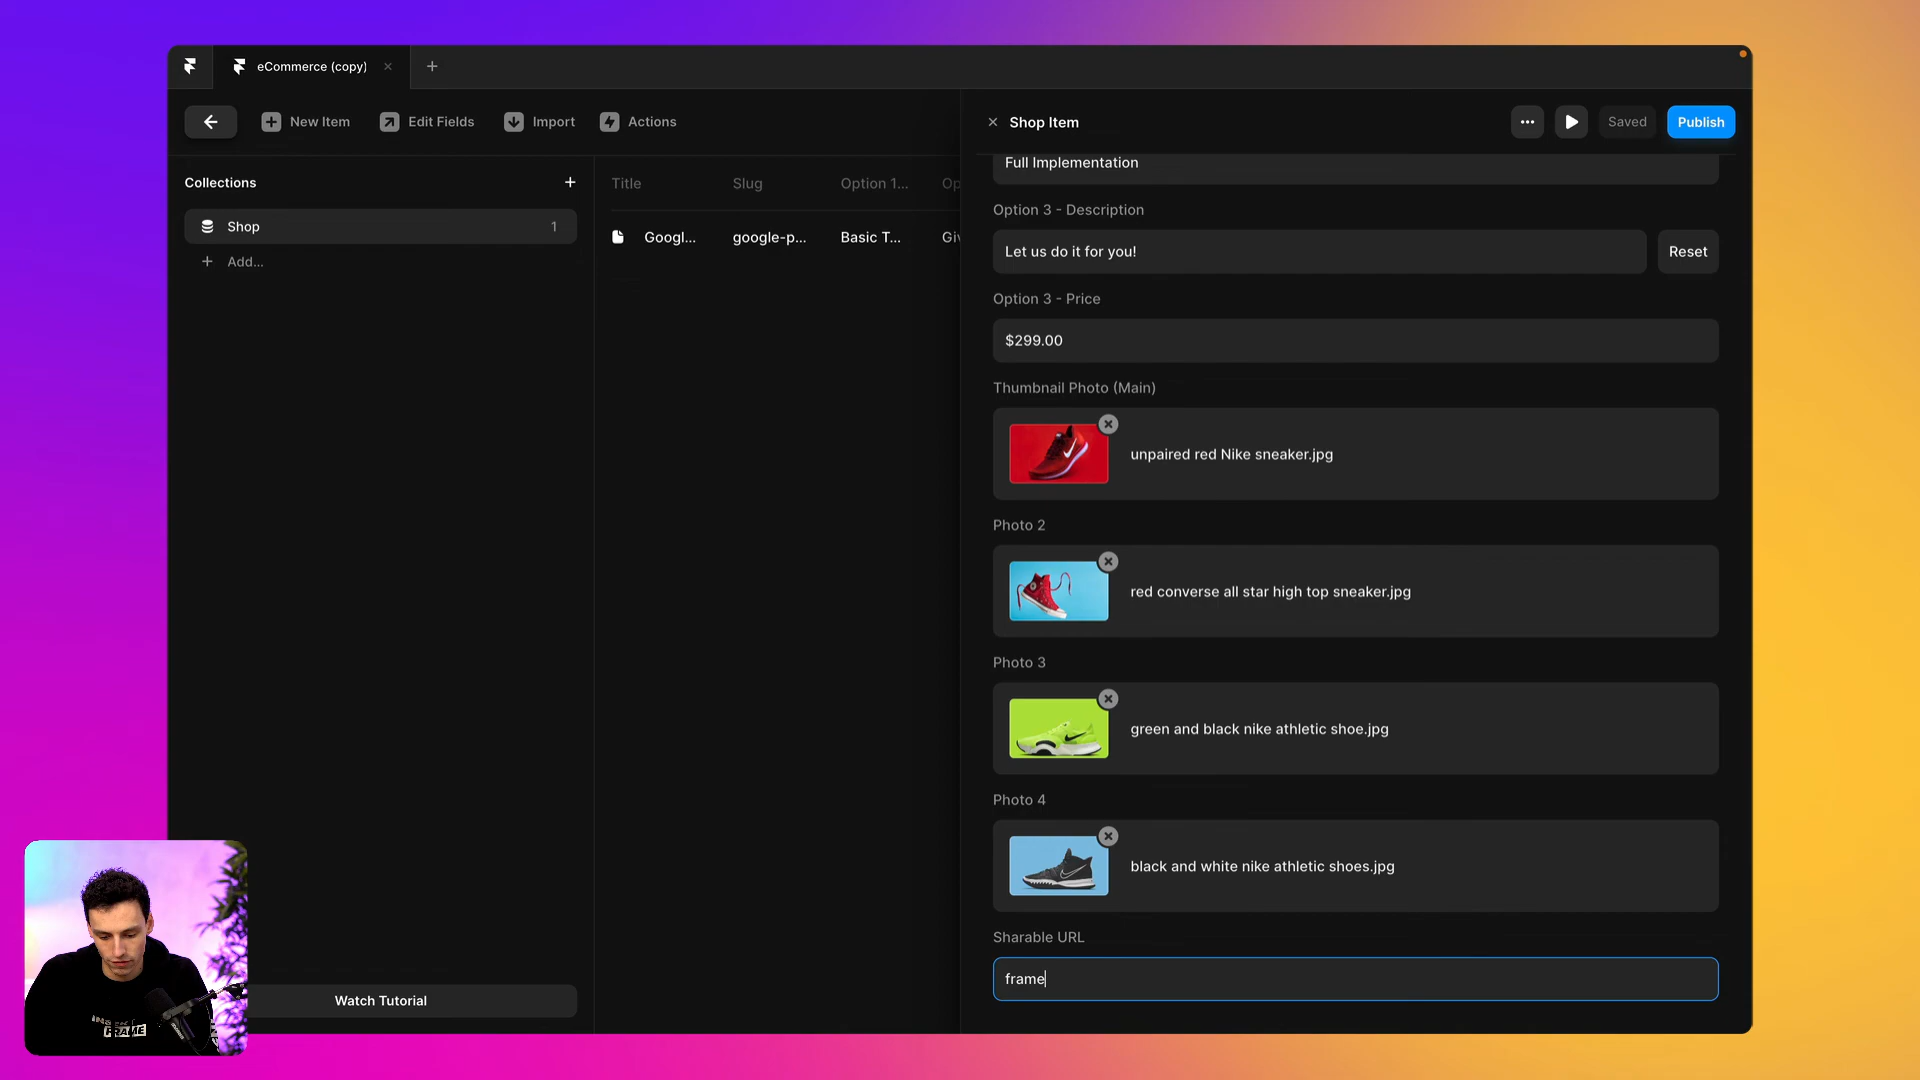 eCommerce (copy)
New Item
Edit Fields
Import
Actions
Shop Item
Saved
Publish
Collections
Shop
1
Add...
Title
Slug
Option 1...
Op
Googl...
google-p...
Basic T...
Giv
Full Implementation
Option 3 - Description
Let us do it for you!
Reset
Option 3 - Price
$299.00
Thumbnail Photo (Main)
unpaired red Nike sneaker.jpg
Photo 2
red converse all star high top sneaker.jpg
Photo 3
green and black nike athletic shoe.jpg
Photo 4
black and white nike athletic shoes.jpg
Sharable URL
frame
Watch Tutorial
FRAME